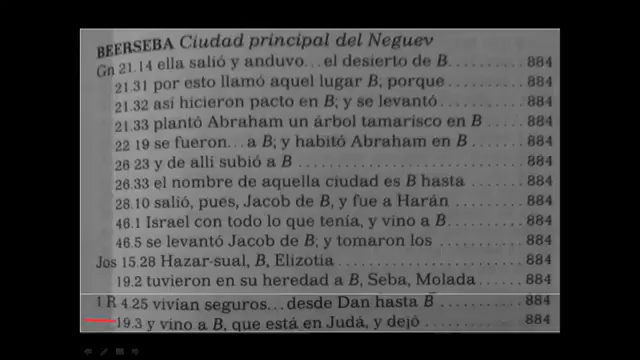 BEERSEBA Ciudad principal del Neguev
Gn 21.14 ella salió y anduvo...el desierto de B.......... 884
21.31 por esto llamó aquel lugar B; porque .......... 884
21.32 así hicieron pacto en B; y se levantó .......... 884
21.33 plantó Abraham un árbol tamarisco en B ....... 884
22 19 se fueron...a B; y habitó Abraham en B ........ 884
26 23 y de allí subió a B ...................... 884
26.33 el nombre de aquella ciudad es B hasta ....... 884
28.10 salió, pues, Jacob de B, y fue a Harán ........ 884
46.1 Israel con todo lo que tenía, y vino a B......... 884
46.5 se levantó Jacob de B; y tomaron los .......... 884
Jos 15.28 Hazar-sual, B, Elizotia .................. 884
19.2 tuvieron en su heredad a B, Seba, Molada ...... 884
1 R 4.25 vivían seguros...desde Dan hasta B .......... 884
19.3 y vino a B, que está en Judá, y dejó ........... 884